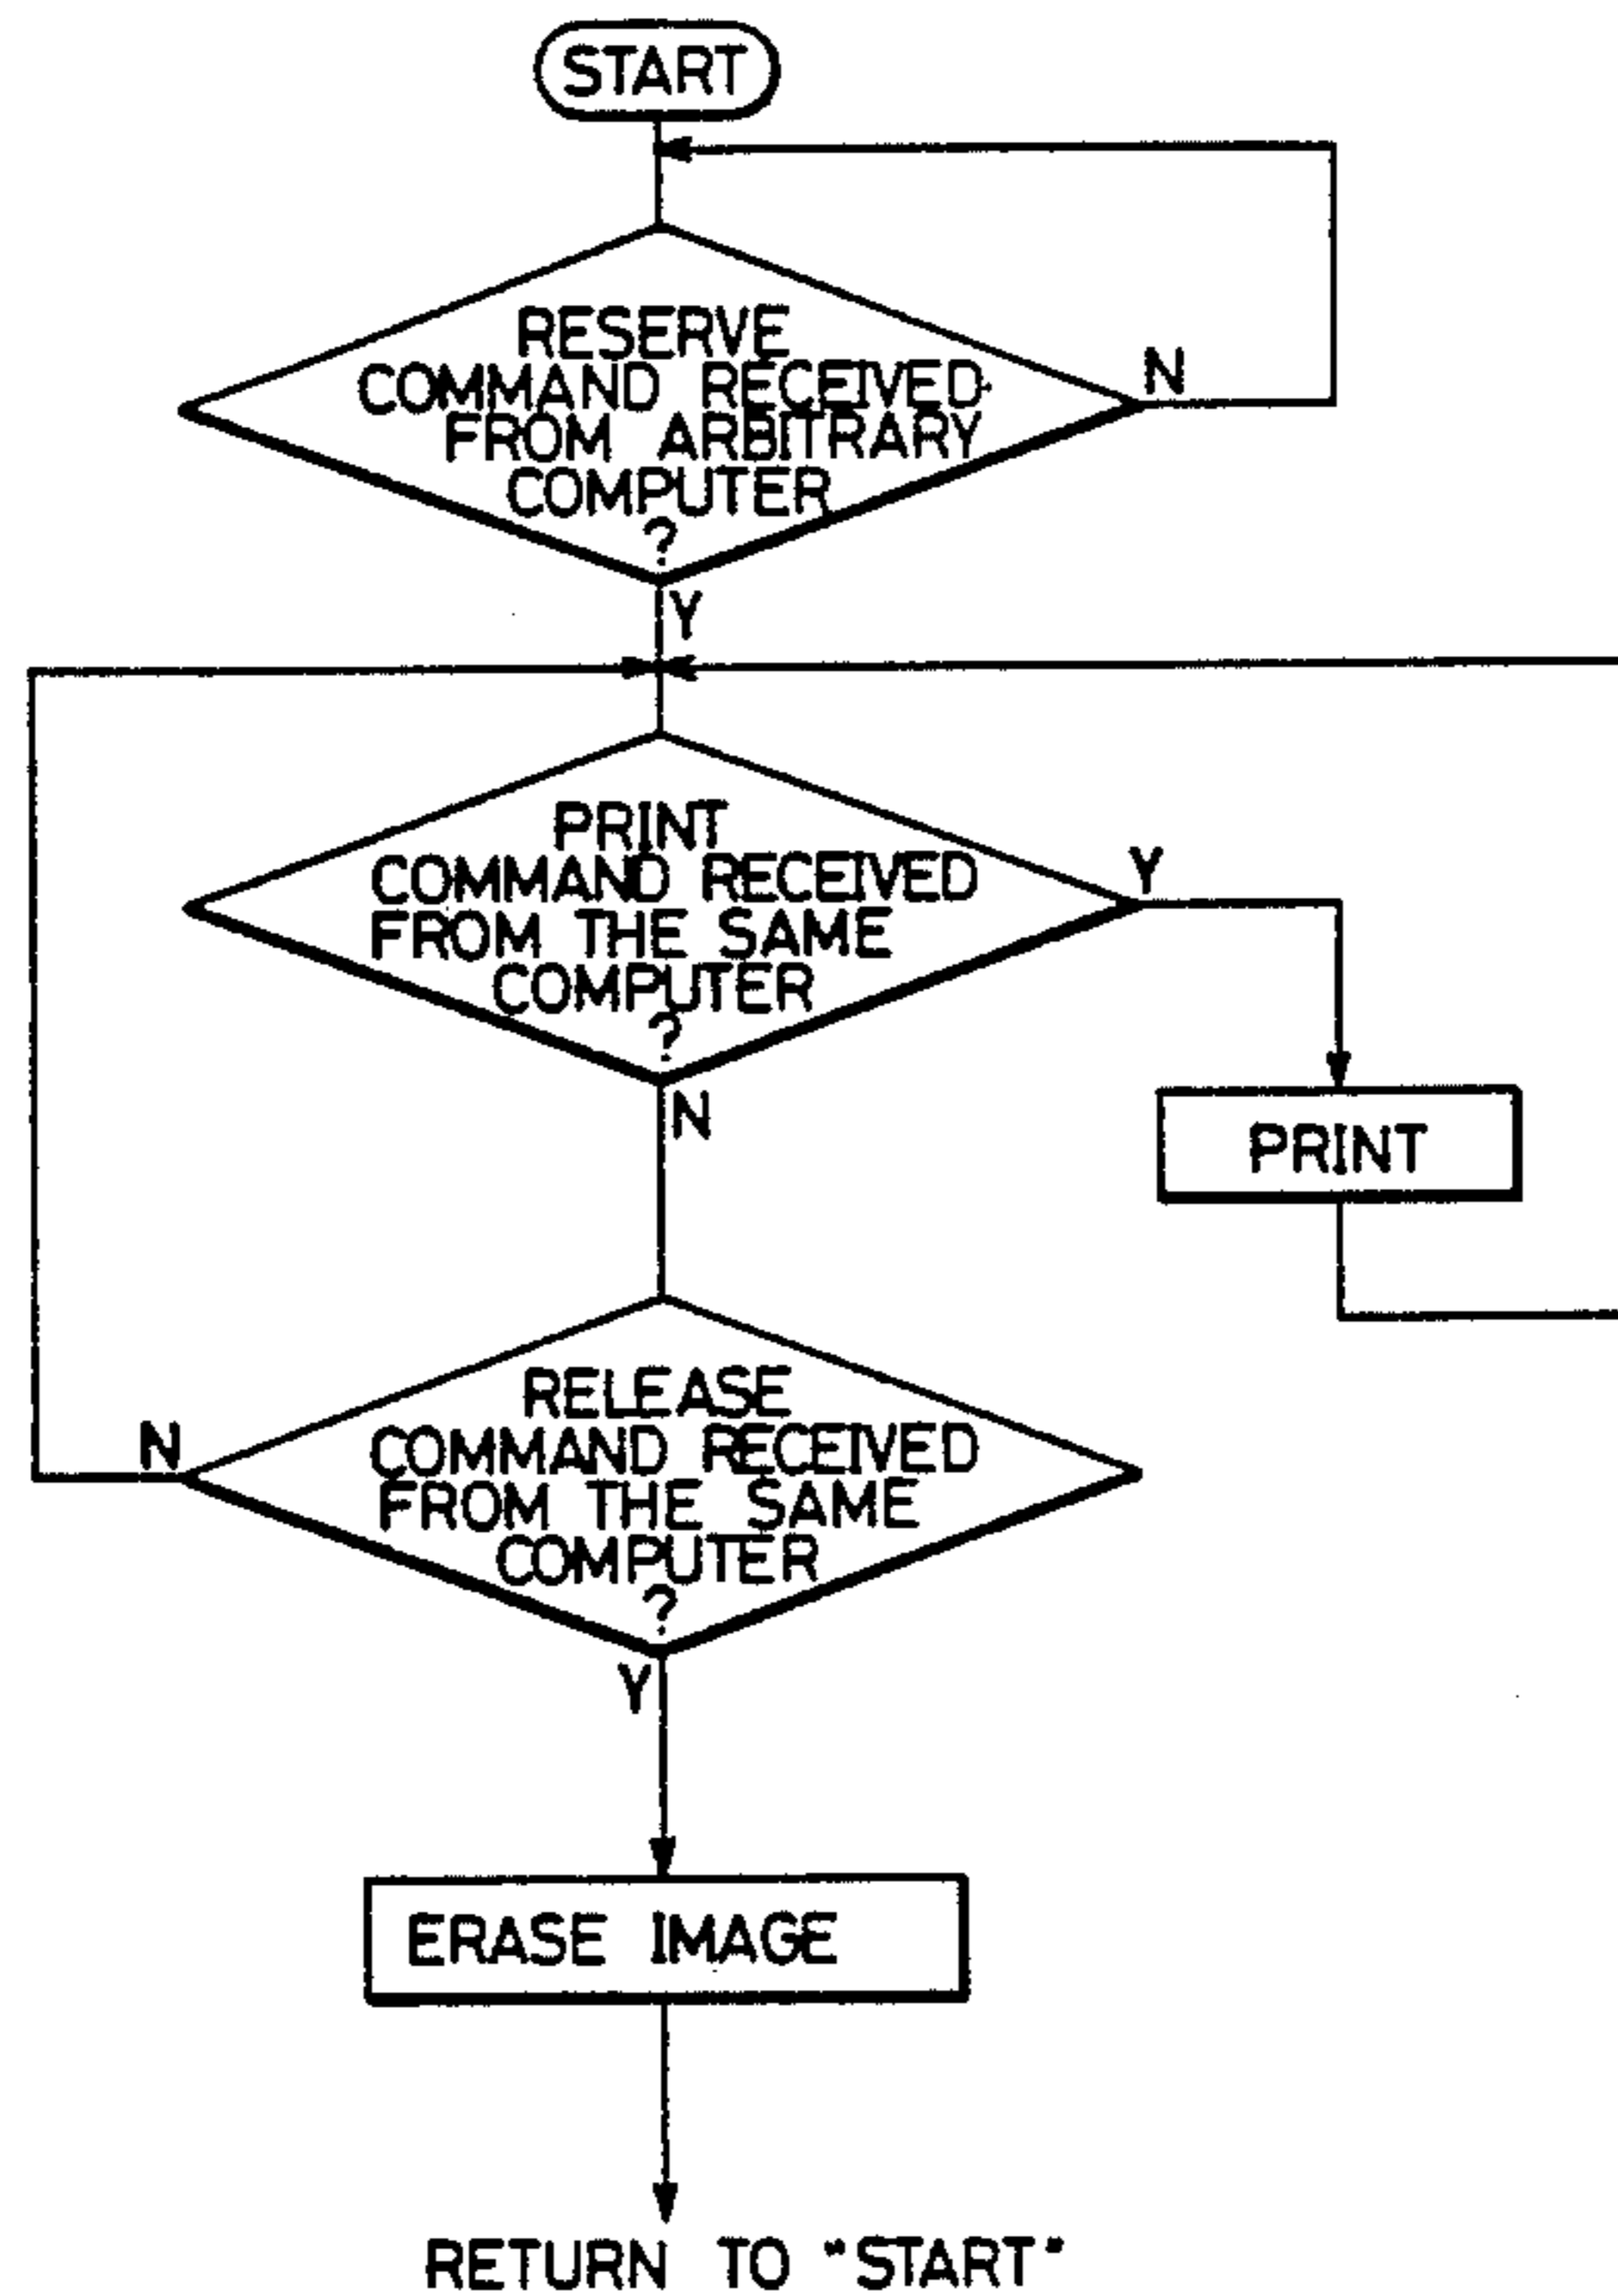 START
RESERVE
COMMAND RECEIVED
FROM ARBITRARY
COMPUTER
?
N
Y
PRINT
COMMAND RECEIVED
FROM THE SAME
COMPUTER
?
Y
N
PRINT
RELEASE
COMMAND RECEIVED
FROM THE SAME
COMPUTER
?
N
Y
ERASE IMAGE
RETURN TO "START"